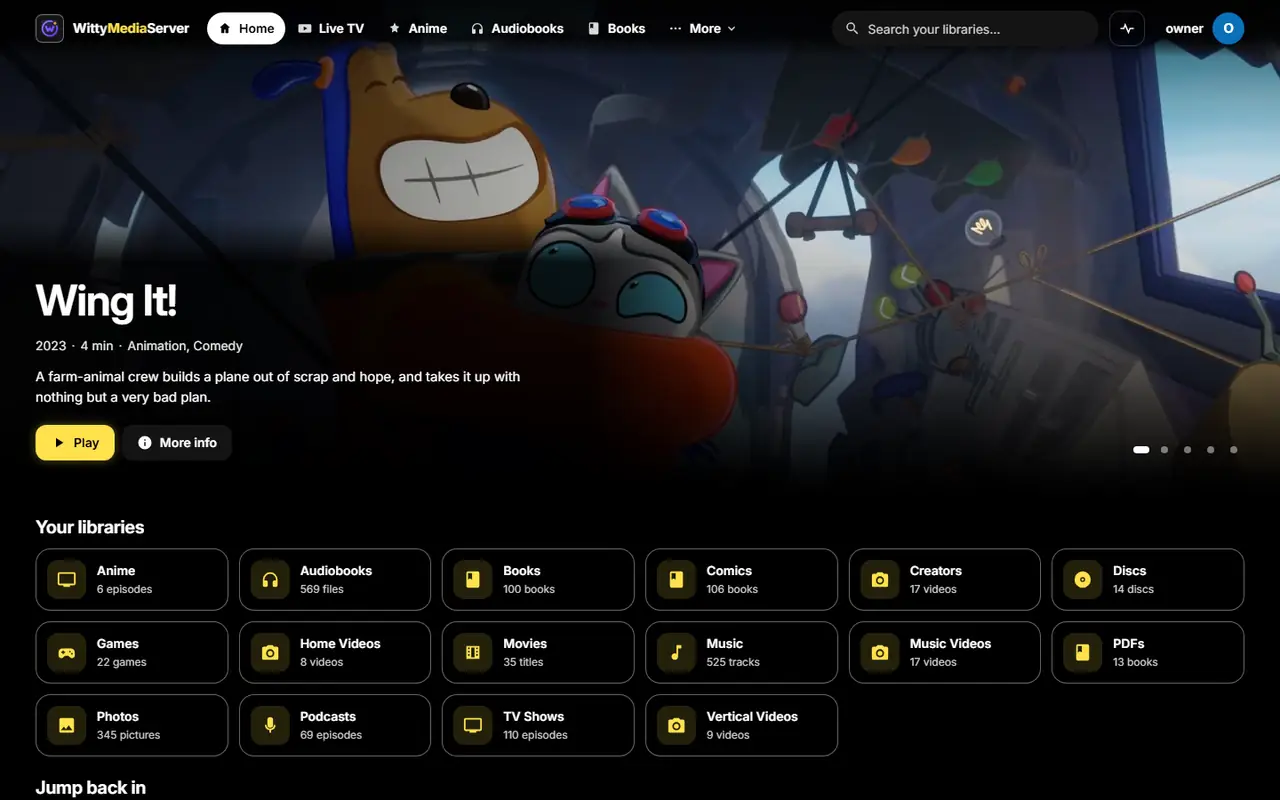 WittyMediaServer
Home
Live TV
Anime
Audiobooks
Books
More
Search your libraries...
owner
O
Wing It!
2023 · 4 min · Animation, Comedy
A farm-animal crew builds a plane out of scrap and hope, and takes it up with
nothing but a very bad plan.
Play
More info
Your libraries
Anime
6 episodes
Audiobooks
569 files
Books
100 books
Comics
106 books
Creators
17 videos
Discs
14 discs
Games
22 games
Home Videos
8 videos
Movies
35 titles
Music
525 tracks
Music Videos
17 videos
PDFs
13 books
Photos
345 pictures
Podcasts
69 episodes
TV Shows
110 episodes
Vertical Videos
9 videos
Jump back in